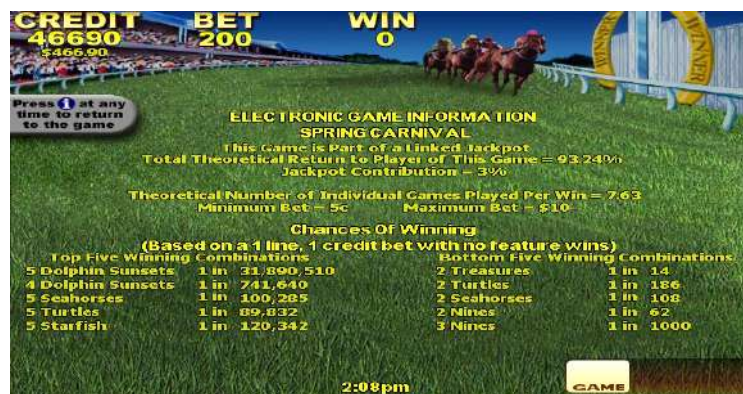 CREDIT BET WIN
46690 200 0
$466.90
WINNER WINNER
Press i at any
time to return
to the game
ELECTRONIC GAME INFORMATION
SPRING CARNIVAL
This Game is Part of a Linked Jackpot
Total Theoretical Return to Player of This Game = 93.24%
Jackpot Contribution = 3%
Theoretical Number of Individual Games Played Per Win = 7.63
Minimum Bet = 5c Maximum Bet = $10
Chances Of Winning
(Based on a 1 line, 1 credit bet with no feature wins)
Top Five Winning Combinations Bottom Five Winning Combinations
5 Dolphin Sunsets 1 in 31,890,510 2 Treasures 1 in 14
4 Dolphin Sunsets 1 in 741,640 2 Turtles 1 in 186
5 Seahorses 1 in 100,285 2 Seahorses 1 in 108
5 Turtles 1 in 89,832 2 Nines 1 in 62
5 Starfish 1 in 120,342 3 Nines 1 in 1000
2:08pm GAME